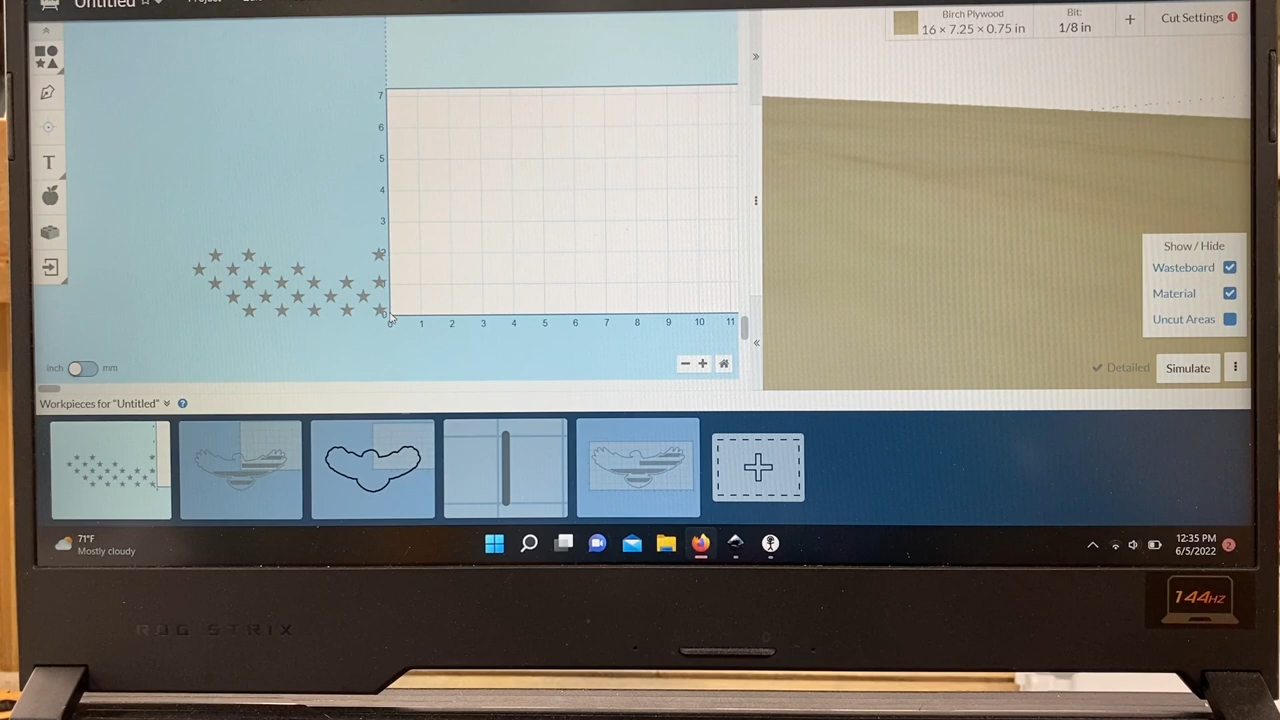 Untitled
Project
Birch Plywood
16 × 7.25 × 0.75 in
Bit:
1/8 in
+
Cut Settings
7
6
5
4
3
2
0
0
1
2
3
4
5
6
7
8
9
10
11
T
Show / Hide
Wasteboard
Material
Uncut Areas
inch
mm
Detailed
Simulate
Workpieces for "Untitled"
71°F
Mostly cloudy
12:35 PM
6/5/2022
2
ROG STRIX
144HZ